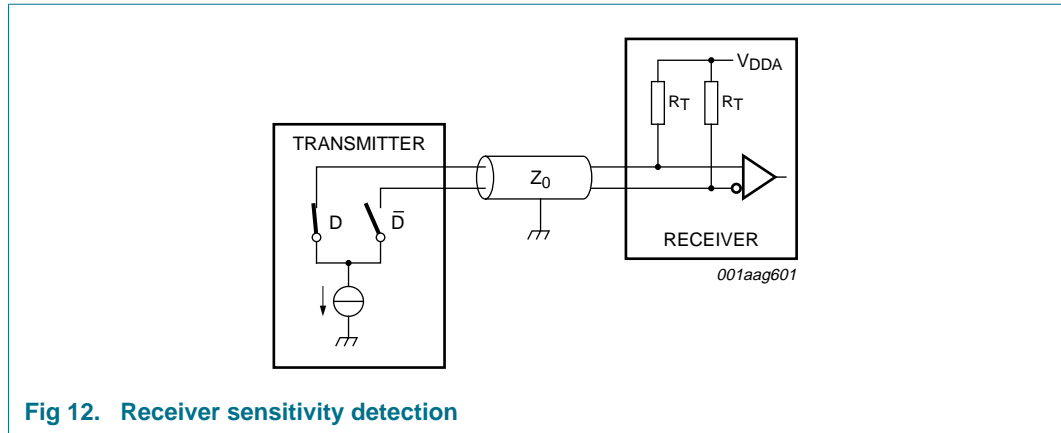 VDDA
RT RT
TRANSMITTER
Z0
D D̅
RECEIVER
001aag601
Fig 12. Receiver sensitivity detection